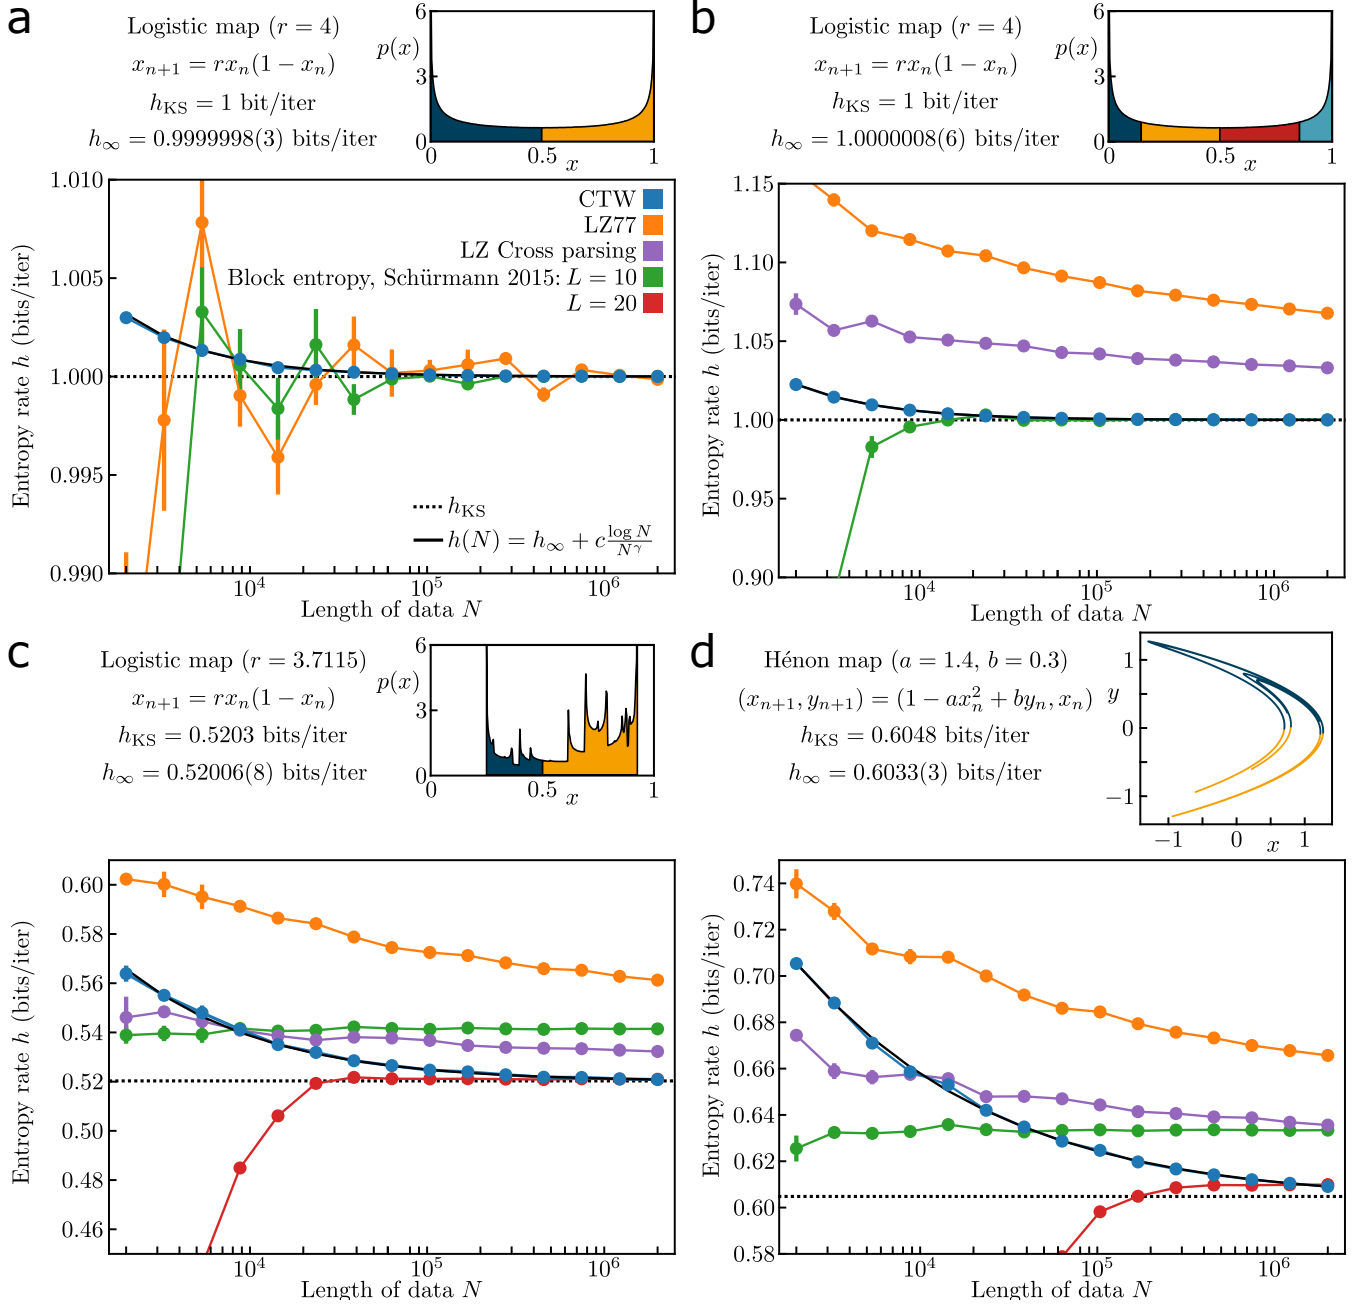 a
Logistic map (r = 4)
x_{n+1} = rx_n(1 − x_n)
h_KS = 1 bit/iter
h_∞ = 0.9999998(3) bits/iter
6
p(x)
3
0
0 0.5 1
x
1.010
1.005
1.000
0.995
0.990
Entropy rate h (bits/iter)
CTW
LZ77
LZ Cross parsing
Block entropy, Schürmann 2015: L = 10
L = 20
h_KS
h(N) = h_∞ + c log N / N^γ
10^4 10^5 10^6
Length of data N
b
Logistic map (r = 4)
x_{n+1} = rx_n(1 − x_n)
h_KS = 1 bit/iter
h_∞ = 1.0000008(6) bits/iter
6
p(x)
3
0
0 0.5 1
x
1.15
1.10
1.05
1.00
0.95
0.90
Entropy rate h (bits/iter)
10^4 10^5 10^6
Length of data N
c
Logistic map (r = 3.7115)
x_{n+1} = rx_n(1 − x_n)
h_KS = 0.5203 bits/iter
h_∞ = 0.52006(8) bits/iter
6
p(x)
3
0
0 0.5 1
x
0.60
0.58
0.56
0.54
0.52
0.50
0.48
0.46
Entropy rate h (bits/iter)
10^4 10^5 10^6
Length of data N
d
Hénon map (a = 1.4, b = 0.3)
(x_{n+1}, y_{n+1}) = (1 − ax_n^2 + by_n, x_n)
h_KS = 0.6048 bits/iter
h_∞ = 0.6033(3) bits/iter
1
y
0
−1
−1 0 1
x
0.74
0.72
0.70
0.68
0.66
0.64
0.62
0.60
0.58
Entropy rate h (bits/iter)
10^4 10^5 10^6
Length of data N